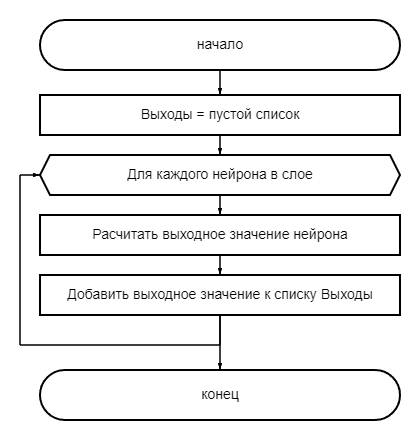 начало
Выходы = пустой список
Для каждого нейрона в слое
Расчитать выходное значение нейрона
Добавить выходное значение к списку Выходы
конец